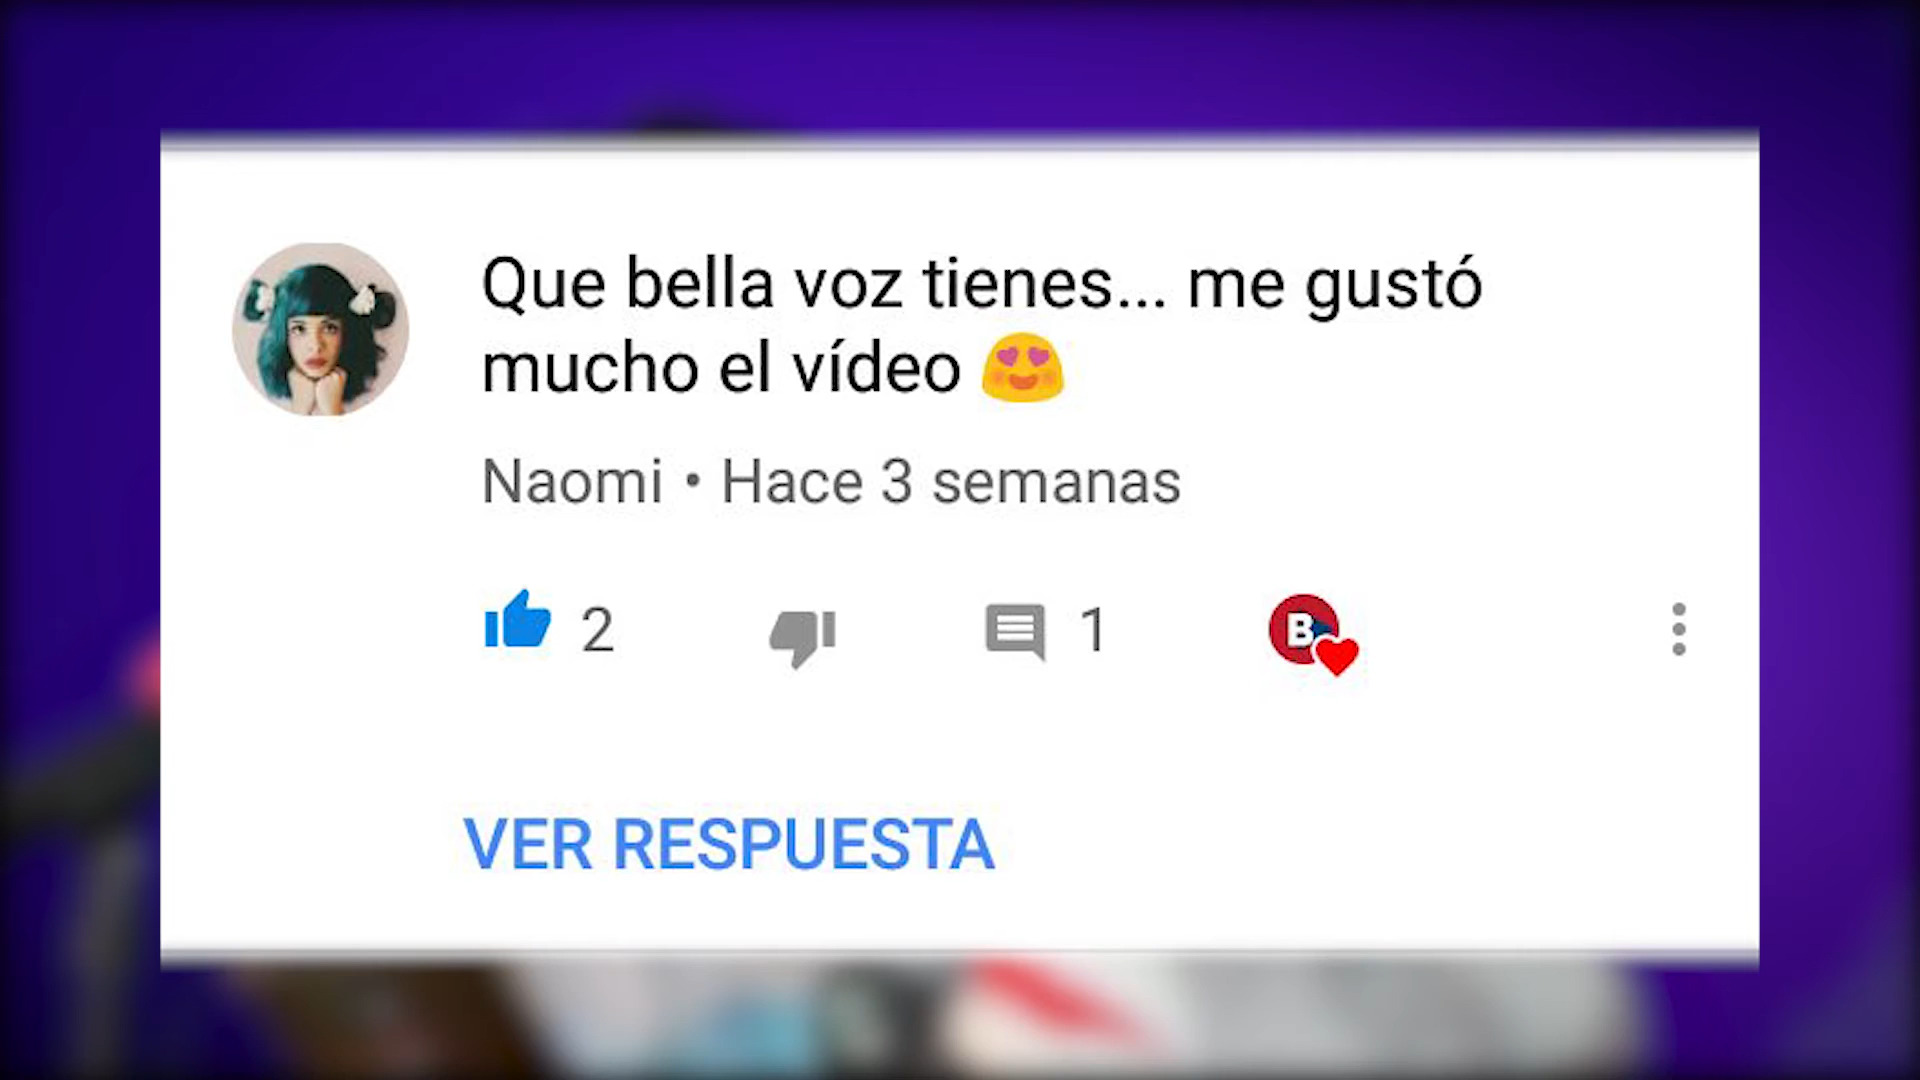 Que bella voz tienes... me gustó
mucho el vídeo 😍
Naomi • Hace 3 semanas
2
1
B
VER RESPUESTA